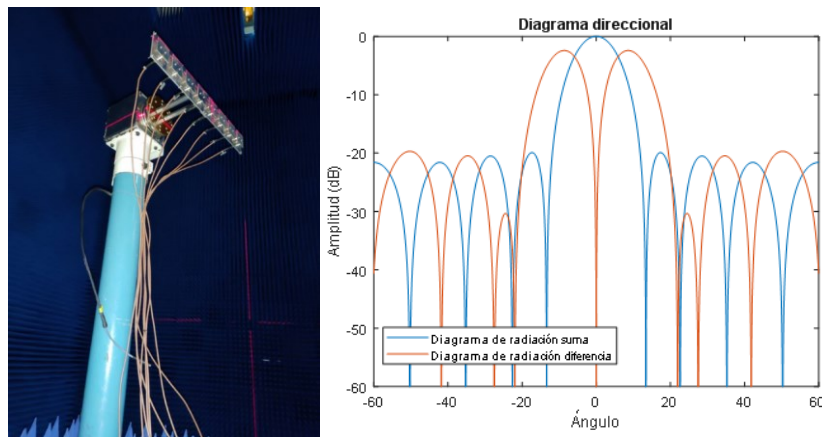 Diagrama direccional
0
-10
-20
-30
-40
-50
-60
Amplitud (dB)
Diagrama de radiación suma
Diagrama de radiación diferencia
-60 -40 -20 0 20 40 60
Ángulo